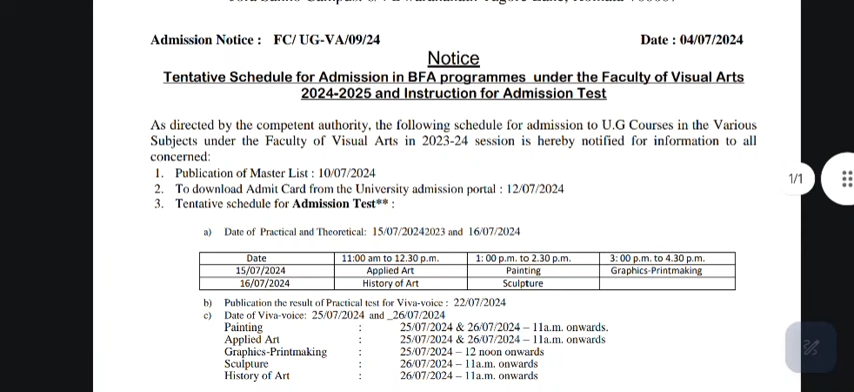 Admission Notice : FC/ UG-VA/09/24 Date : 04/07/2024
Notice
Tentative Schedule for Admission in BFA programmes under the Faculty of Visual Arts
2024-2025 and Instruction for Admission Test
As directed by the competent authority, the following schedule for admission to U.G Courses in the Various
Subjects under the Faculty of Visual Arts in 2023-24 session is hereby notified for information to all
concerned:
1. Publication of Master List : 10/07/2024
2. To download Admit Card from the University admission portal : 12/07/2024
3. Tentative schedule for Admission Test** :
a) Date of Practical and Theoretical: 15/07/20242023 and 16/07/2024
Date 11:00 am to 12.30 p.m. 1: 00 p.m. to 2.30 p.m. 3: 00 p.m. to 4.30 p.m.
15/07/2024 Applied Art Painting Graphics-Printmaking
16/07/2024 History of Art Sculpture
b) Publication the result of Practical test for Viva-voice : 22/07/2024
c) Date of Viva-voice: 25/07/2024 and _26/07/2024
Painting : 25/07/2024 & 26/07/2024 – 11a.m. onwards.
Applied Art : 25/07/2024 & 26/07/2024 – 11a.m. onwards
Graphics-Printmaking : 25/07/2024 – 12 noon onwards
Sculpture : 26/07/2024 – 11a.m. onwards
History of Art : 26/07/2024 – 11a.m. onwards
1/1